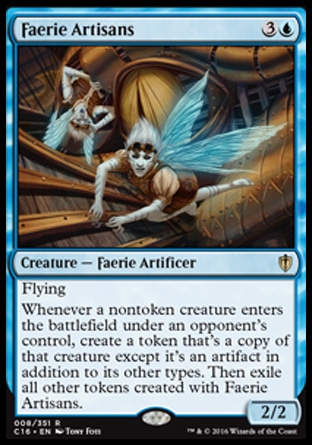 Faerie Artisans 3
Creature — Faerie Artificer
Flying
Whenever a nontoken creature enters
the battlefield under an opponent's
control, create a token that's a copy of
that creature except it's an artifact in
addition to its other types. Then exile
all other tokens created with Faerie
Artisans.
2/2
008/351 R
C16 • EN Tony Foti
™ & © 2016 Wizards of the Coast